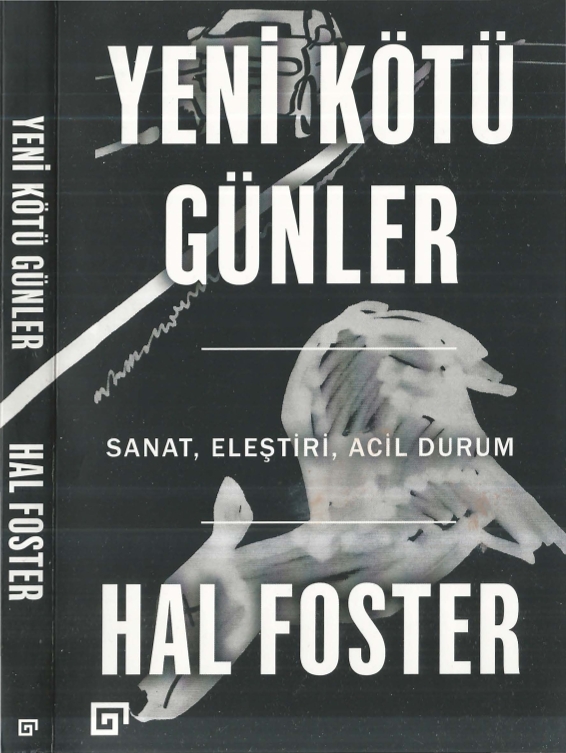 YENİ KÖTÜ
GÜNLER
SANAT, ELEŞTİRİ, ACİL DURUM
HAL FOSTER
YENİ KÖTÜ GÜNLER
HAL FOSTER